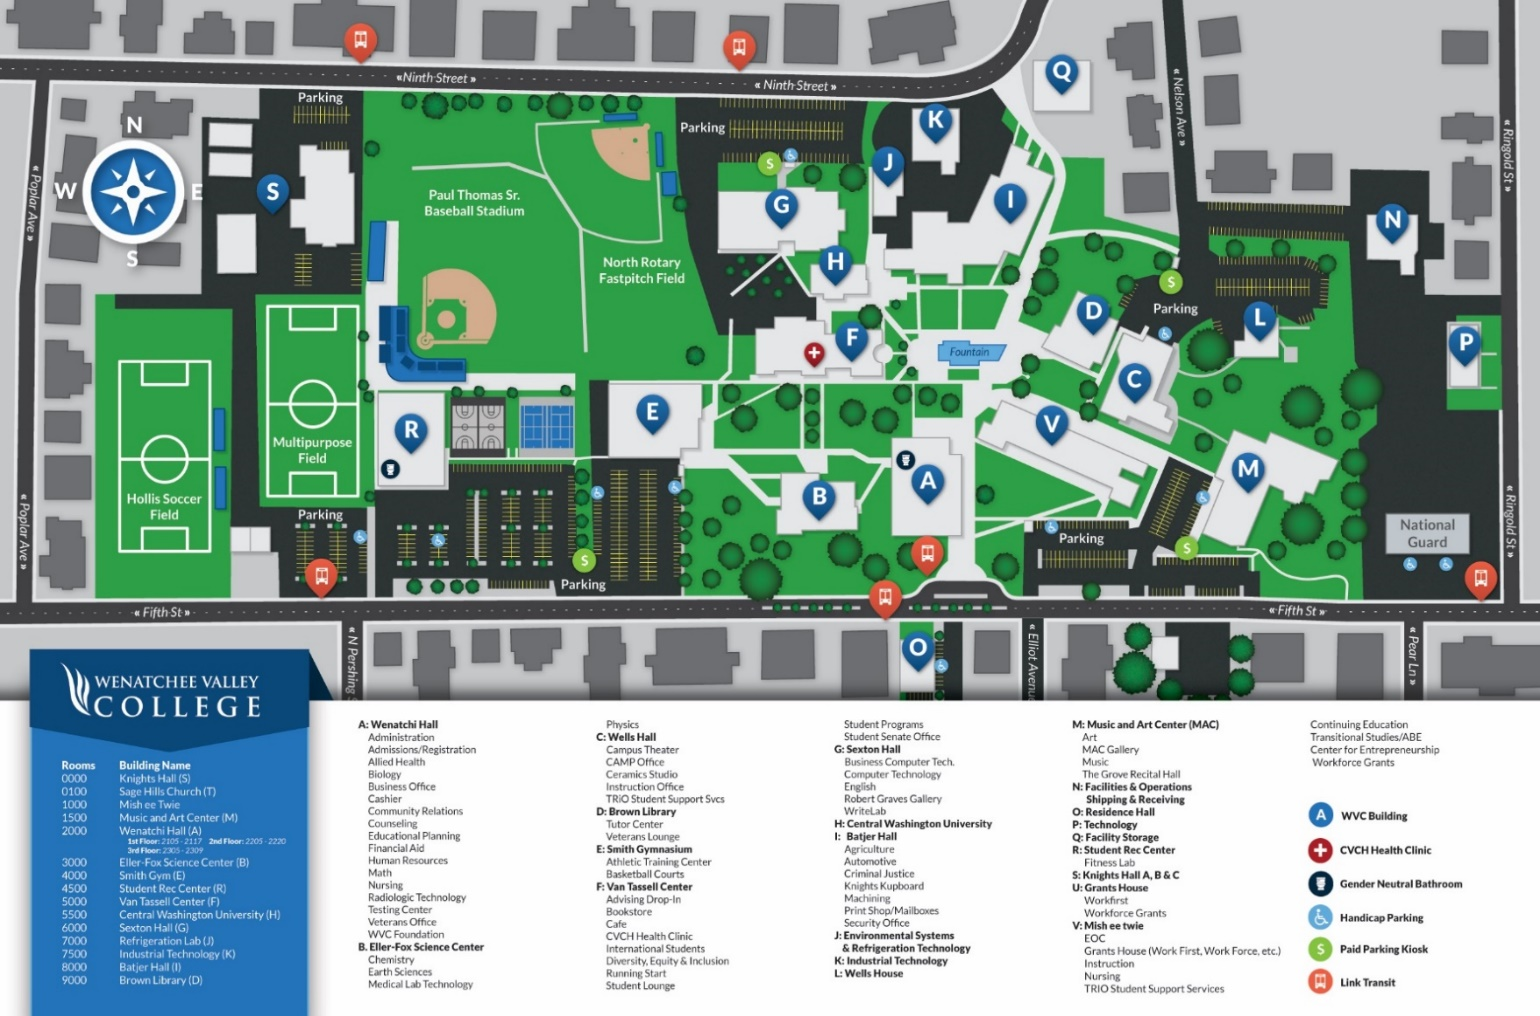 «Ninth Street»
« Ninth Street »
Q
Parking
N
W
E
S
S
Parking
K
J
S
G
I
H
Paul Thomas Sr.
Baseball Stadium
North Rotary
Fastpitch Field
« Nelson Ave »
« Ringold St »
« Poplar Ave »
N
S
Parking
D
L
P
F
Fountain
C
E
R
V
Multipurpose
Field
Hollis Soccer
Field
B
A
M
Parking
S
Parking
Parking
S
National
Guard
« Poplar Ave »
« Ringold St »
« Fifth St »
« Fifth St »
« N Pershing S
O
« Elliot Avenu
« Pear Ln »
WENATCHEE VALLEY
COLLEGE
Rooms Building Name
0000 Knights Hall (S)
0100 Sage Hills Church (T)
1000 Mish ee Twie
1500 Music and Art Center (M)
2000 Wenatchi Hall (A)
1st Floor: 2105 - 2117 2nd Floor: 2205 - 2220
3rd Floor: 2305 - 2309
3000 Eller-Fox Science Center (B)
4000 Smith Gym (E)
4500 Student Rec Center (R)
5000 Van Tassell Center (F)
5500 Central Washington University (H)
6000 Sexton Hall (G)
7000 Refrigeration Lab (J)
7500 Industrial Technology (K)
8000 Batjer Hall (I)
9000 Brown Library (D)
A: Wenatchi Hall
Administration
Admissions/Registration
Allied Health
Biology
Business Office
Cashier
Community Relations
Counseling
Educational Planning
Financial Aid
Human Resources
Math
Nursing
Radiologic Technology
Testing Center
Veterans Office
WVC Foundation
B. Eller-Fox Science Center
Chemistry
Earth Sciences
Medical Lab Technology
Physics
C: Wells Hall
Campus Theater
CAMP Office
Ceramics Studio
Instruction Office
TRiO Student Support Svcs
D: Brown Library
Tutor Center
Veterans Lounge
E: Smith Gymnasium
Athletic Training Center
Basketball Courts
F: Van Tassell Center
Advising Drop-In
Bookstore
Cafe
CVCH Health Clinic
International Students
Diversity, Equity & Inclusion
Running Start
Student Lounge
Student Programs
Student Senate Office
G: Sexton Hall
Business Computer Tech.
Computer Technology
English
Robert Graves Gallery
WriteLab
H: Central Washington University
I: Batjer Hall
Agriculture
Automotive
Criminal Justice
Knights Kupboard
Machining
Print Shop/Mailboxes
Security Office
J: Environmental Systems
& Refrigeration Technology
K: Industrial Technology
L: Wells House
M: Music and Art Center (MAC)
Art
MAC Gallery
Music
The Grove Recital Hall
N: Facilities & Operations
Shipping & Receiving
O: Residence Hall
P: Technology
Q: Facility Storage
R: Student Rec Center
Fitness Lab
S: Knights Hall A, B & C
U: Grants House
Workfirst
Workforce Grants
V: Mish ee twie
EOC
Grants House (Work First, Work Force, etc.)
Instruction
Nursing
TRIO Student Support Services
Continuing Education
Transitional Studies/ABE
Center for Entrepreneurship
Workforce Grants
A WVC Building
CVCH Health Clinic
Gender Neutral Bathroom
Handicap Parking
S Paid Parking Kiosk
Link Transit